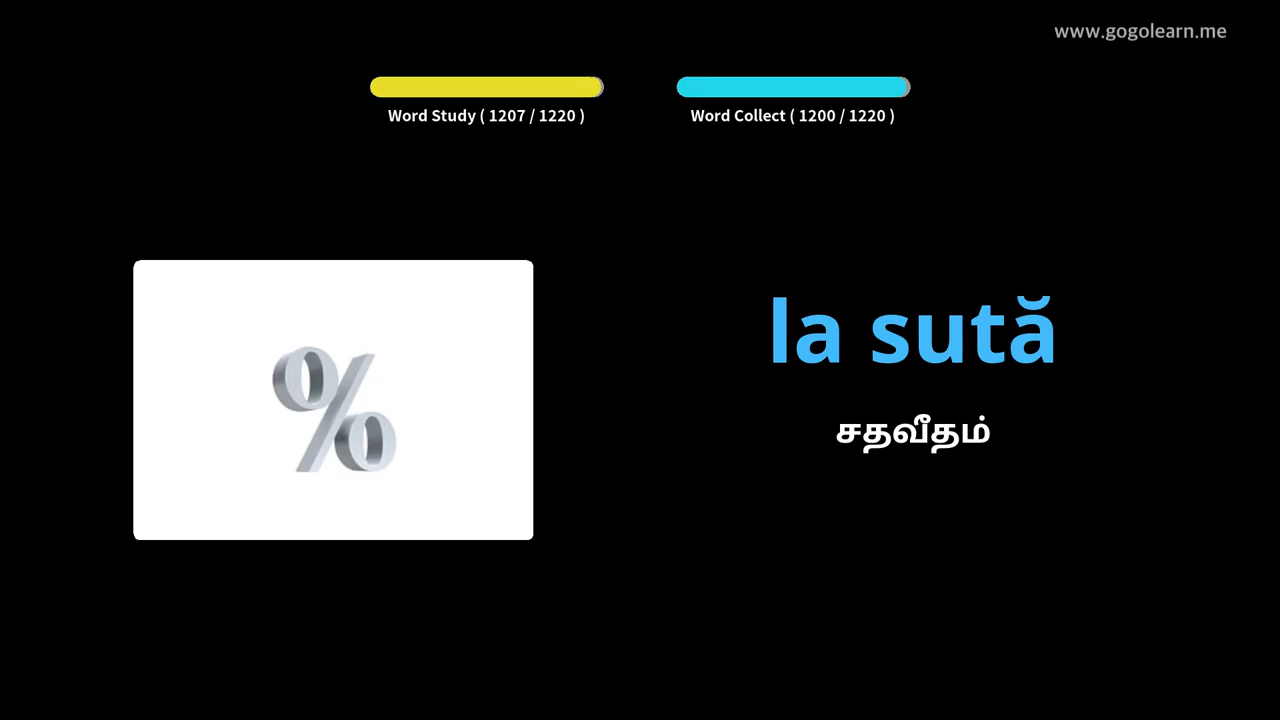 www.gogolearn.me
Word Study ( 1207 / 1220 )
Word Collect ( 1200 / 1220 )
%
la sută
சதவீதம்